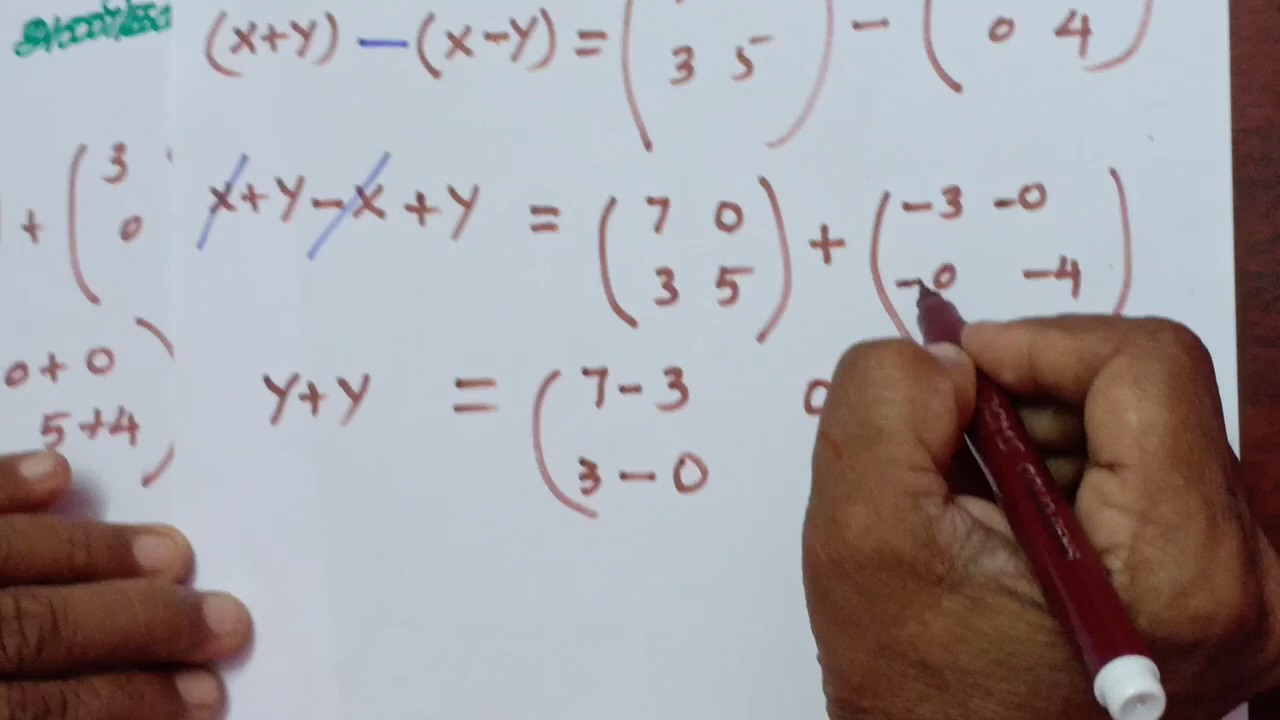 (x+y) - (x-y) = ( 3 5 ) - ( 0 4 )
+ ( 3
0
x+y-x+y = ( 7 0 ) + ( -3 -0 )
3 5 -0 -4
0+0 )
5+4 )
y+y = ( 7-3 0
3-0